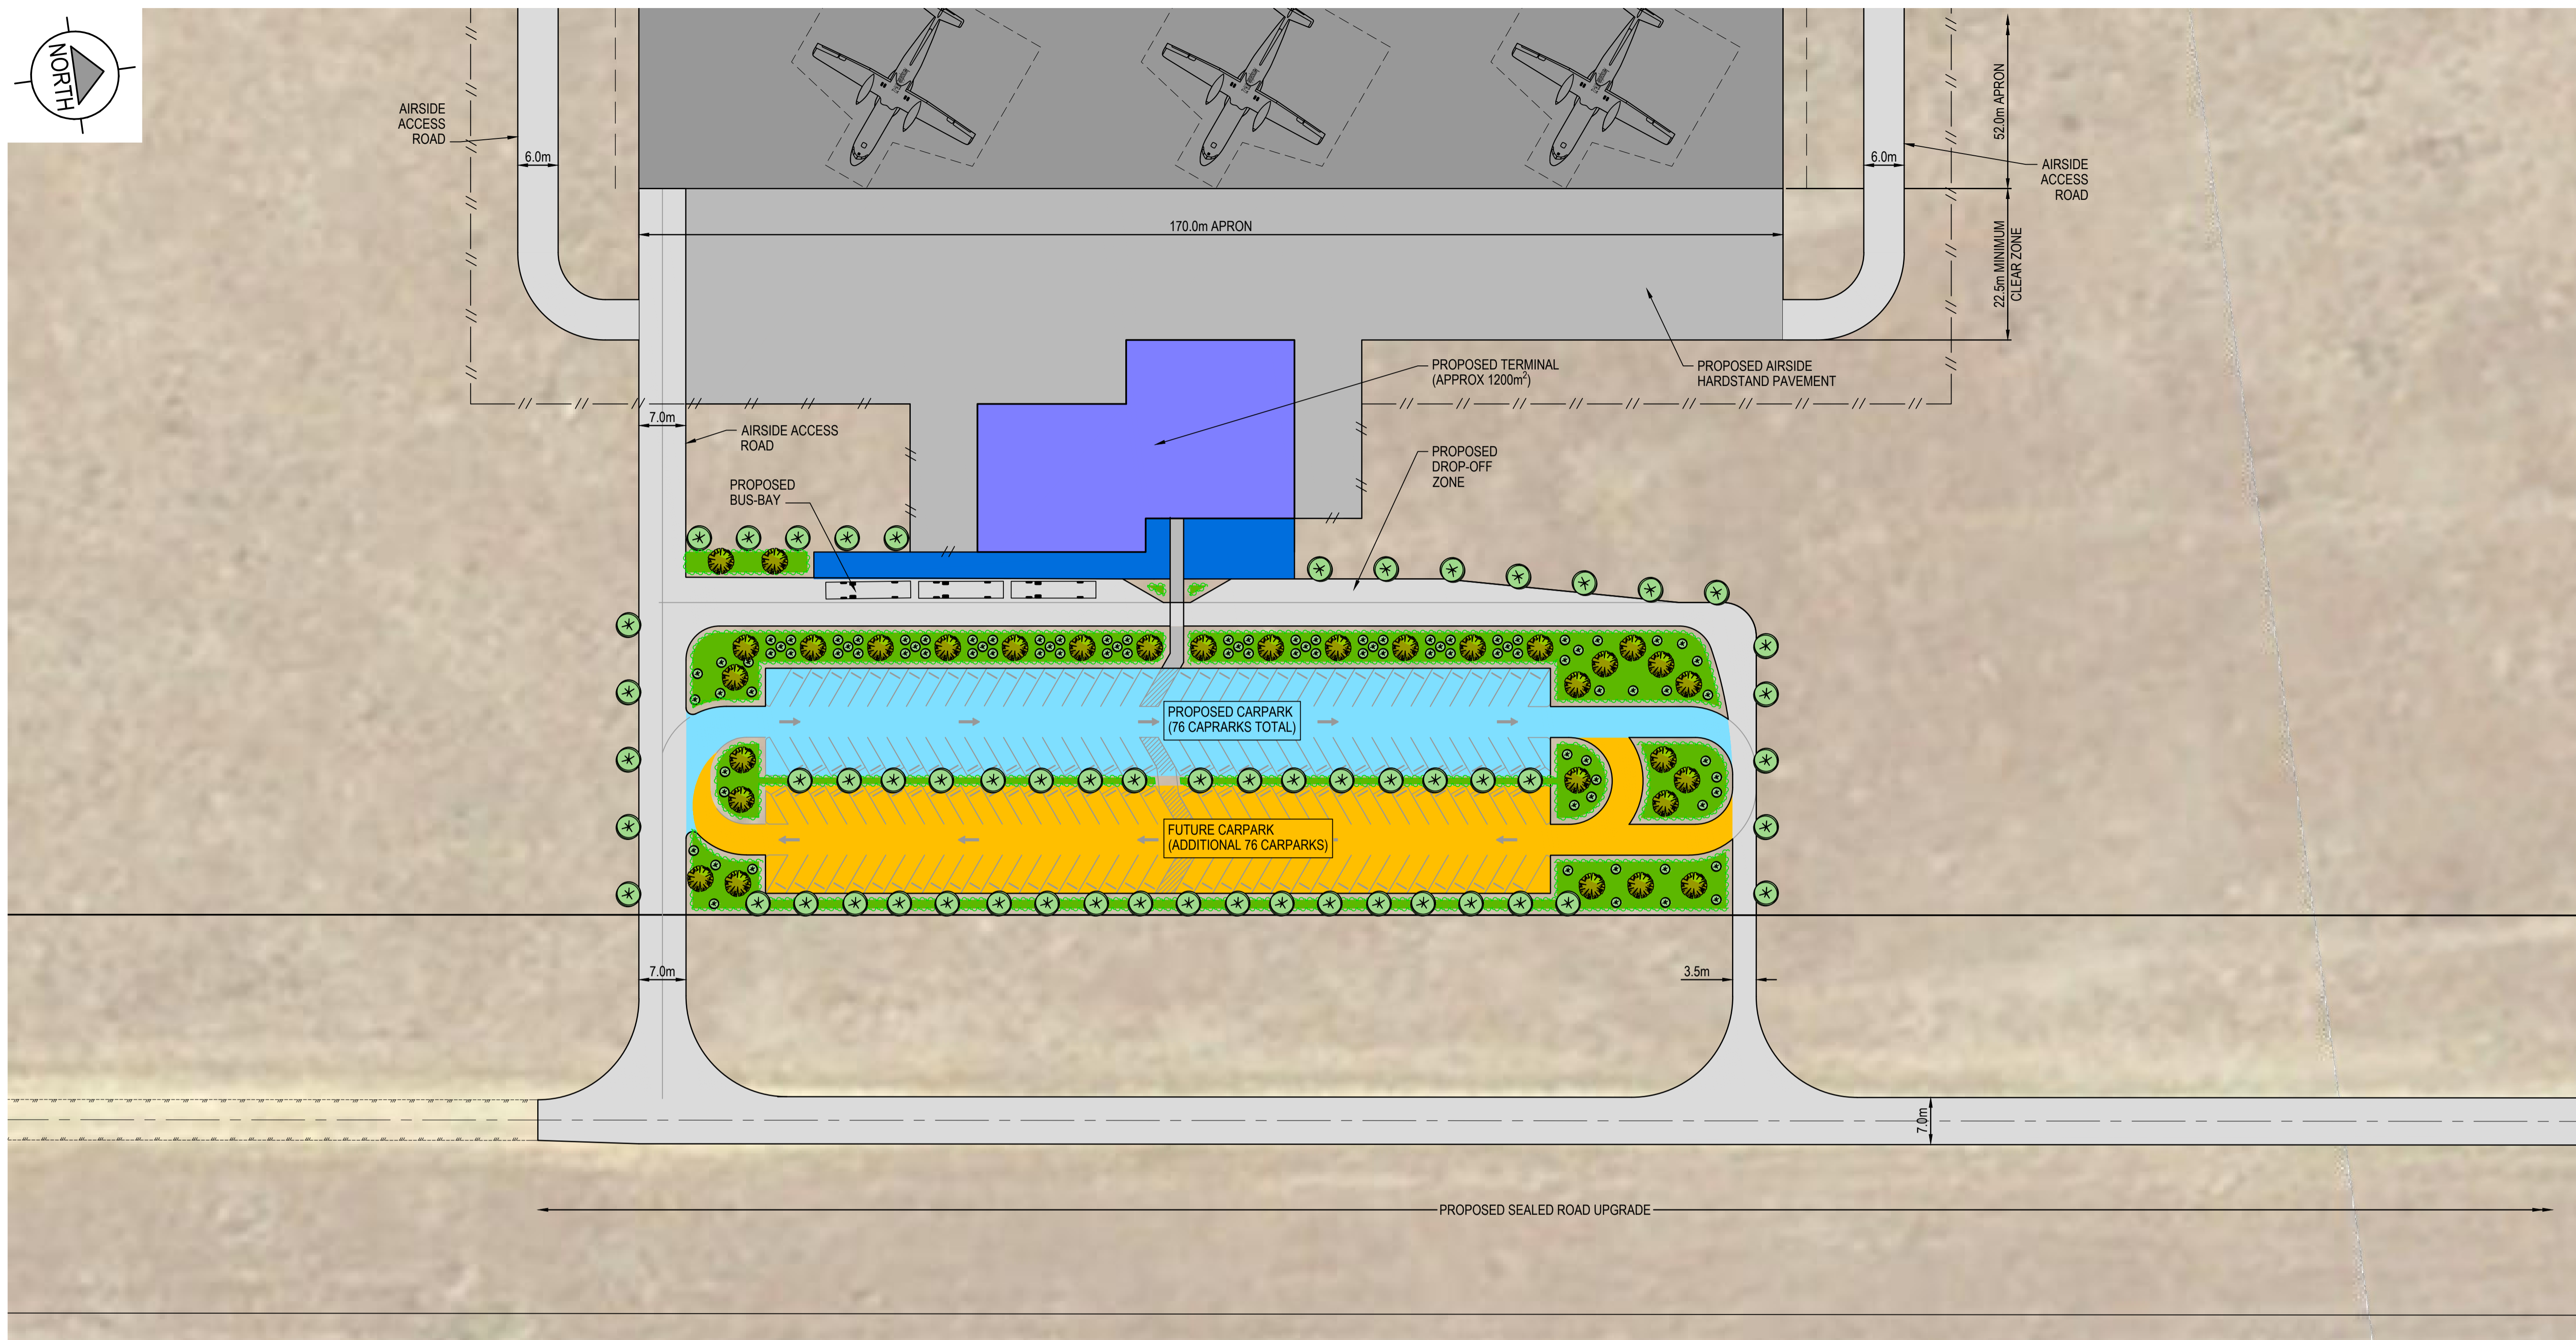 NORTH
AIRSIDE
ACCESS
ROAD
6.0m
6.0m
52.0m APRON
AIRSIDE
ACCESS
ROAD
170.0m APRON
22.5m MINIMUM
CLEAR ZONE
PROPOSED TERMINAL
(APPROX 1200m²)
PROPOSED AIRSIDE
HARDSTAND PAVEMENT
7.0m
AIRSIDE ACCESS
ROAD
PROPOSED
BUS-BAY
PROPOSED
DROP-OFF
ZONE
PROPOSED CARPARK
(76 CAPRARKS TOTAL)
FUTURE CARPARK
(ADDITIONAL 76 CARPARKS)
7.0m
3.5m
7.0m
PROPOSED SEALED ROAD UPGRADE